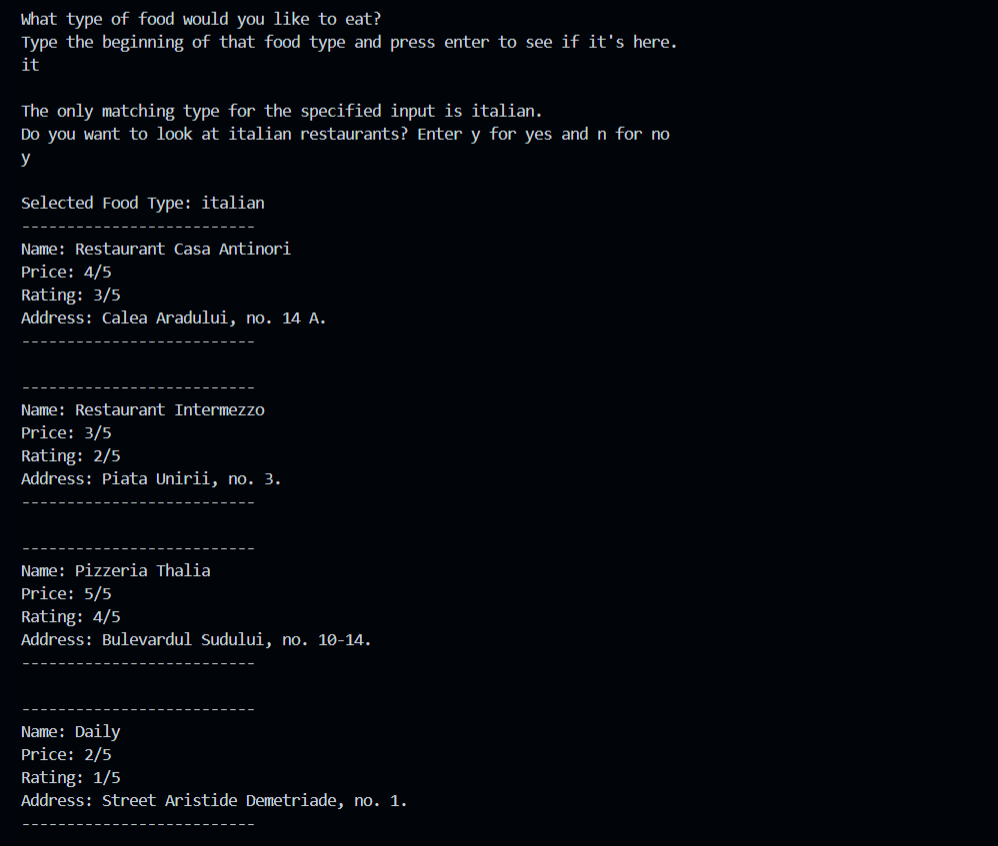 What type of food would you like to eat?
Type the beginning of that food type and press enter to see if it's here.
it
The only matching type for the specified input is italian.
Do you want to look at italian restaurants? Enter y for yes and n for no
y
Selected Food Type: italian
--------------------------
Name: Restaurant Casa Antinori
Price: 4/5
Rating: 3/5
Address: Calea Aradului, no. 14 A.
--------------------------
--------------------------
Name: Restaurant Intermezzo
Price: 3/5
Rating: 2/5
Address: Piata Unirii, no. 3.
--------------------------
--------------------------
Name: Pizzeria Thalia
Price: 5/5
Rating: 4/5
Address: Bulevardul Sudului, no. 10-14.
--------------------------
--------------------------
Name: Daily
Price: 2/5
Rating: 1/5
Address: Street Aristide Demetriade, no. 1.
--------------------------